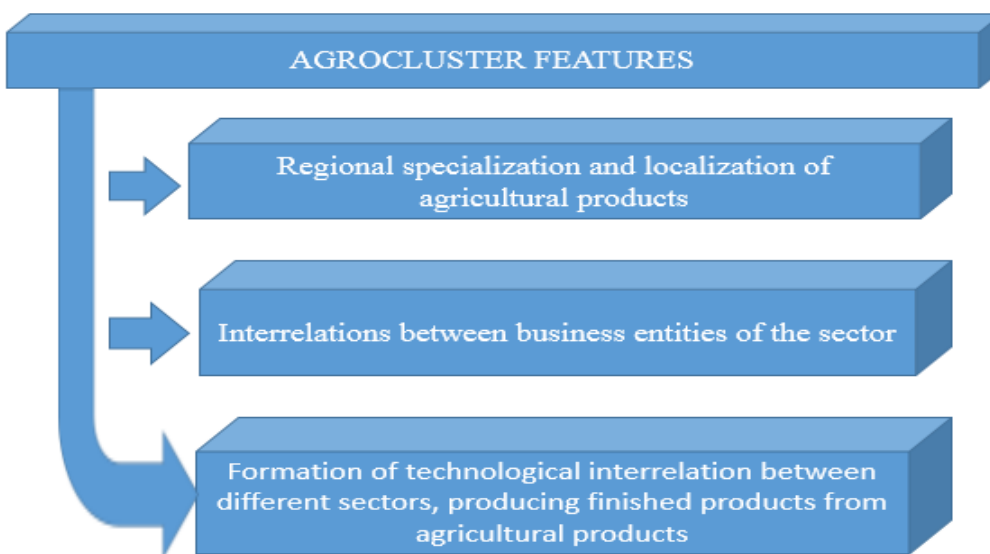 AGROCLUSTER FEATURES
Regional specialization and localization of
agricultural products
Interrelations between business entities of the sector
Formation of technological interrelation between
different sectors, producing finished products from
agricultural products